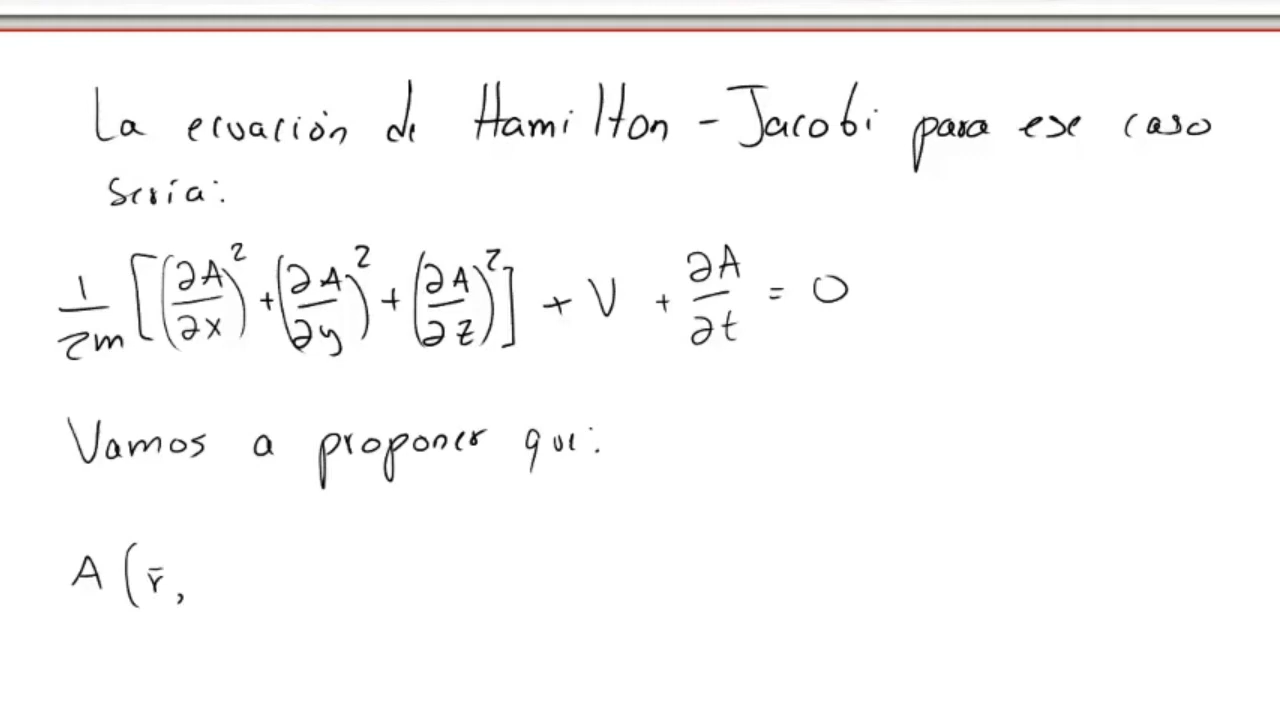 La ecuación de Hamilton - Jacobi para ese caso
sería:
1/2m [(∂A/∂x)² + (∂A/∂y)² + (∂A/∂z)²] + V + ∂A/∂t = 0
Vamos a proponer que:
A (r̄,